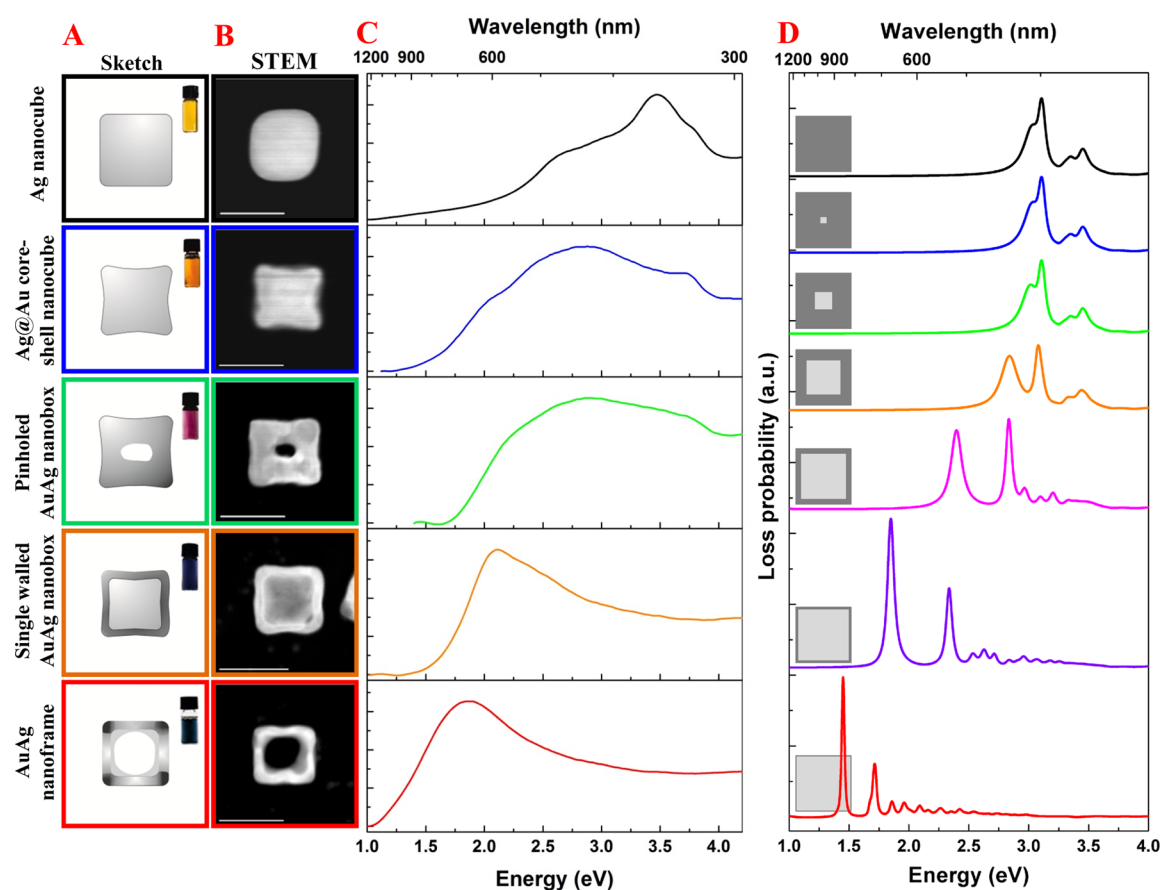 A
B
C
D
Sketch
STEM
Wavelength (nm)
1200 900 600 300
Wavelength (nm)
1200 900 600
Ag nanocube
Ag@Au core-
shell nanocube
Pinholed
AuAg nanobox
Single walled
AuAg nanobox
AuAg
nanoframe
Loss probability (a.u.)
1.0 1.5 2.0 2.5 3.0 3.5 4.0
Energy (eV)
1.0 1.5 2.0 2.5 3.0 3.5 4.0
Energy (eV)